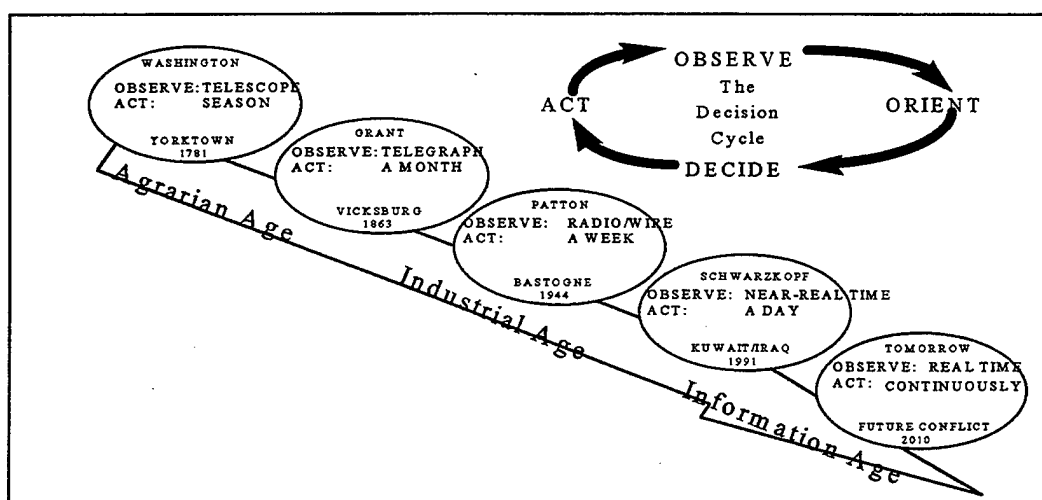 WASHINGTON
OBSERVE: TELESCOPE
ACT: SEASON
YORKTOWN
1781
GRANT
OBSERVE: TELEGRAPH
ACT: A MONTH
VICKSBURG
1863
PATTON
OBSERVE: RADIO/WIRE
ACT: A WEEK
BASTOGNE
1944
SCHWARZKOPF
OBSERVE: NEAR-REAL TIME
ACT: A DAY
KUWAIT/IRAQ
1991
TOMORROW
OBSERVE: REAL TIME
ACT: CONTINUOUSLY
FUTURE CONFLICT
2010
OBSERVE
The
Decision
Cycle
ACT
ORIENT
DECIDE
Agrarian Age
Industrial Age
Information Age